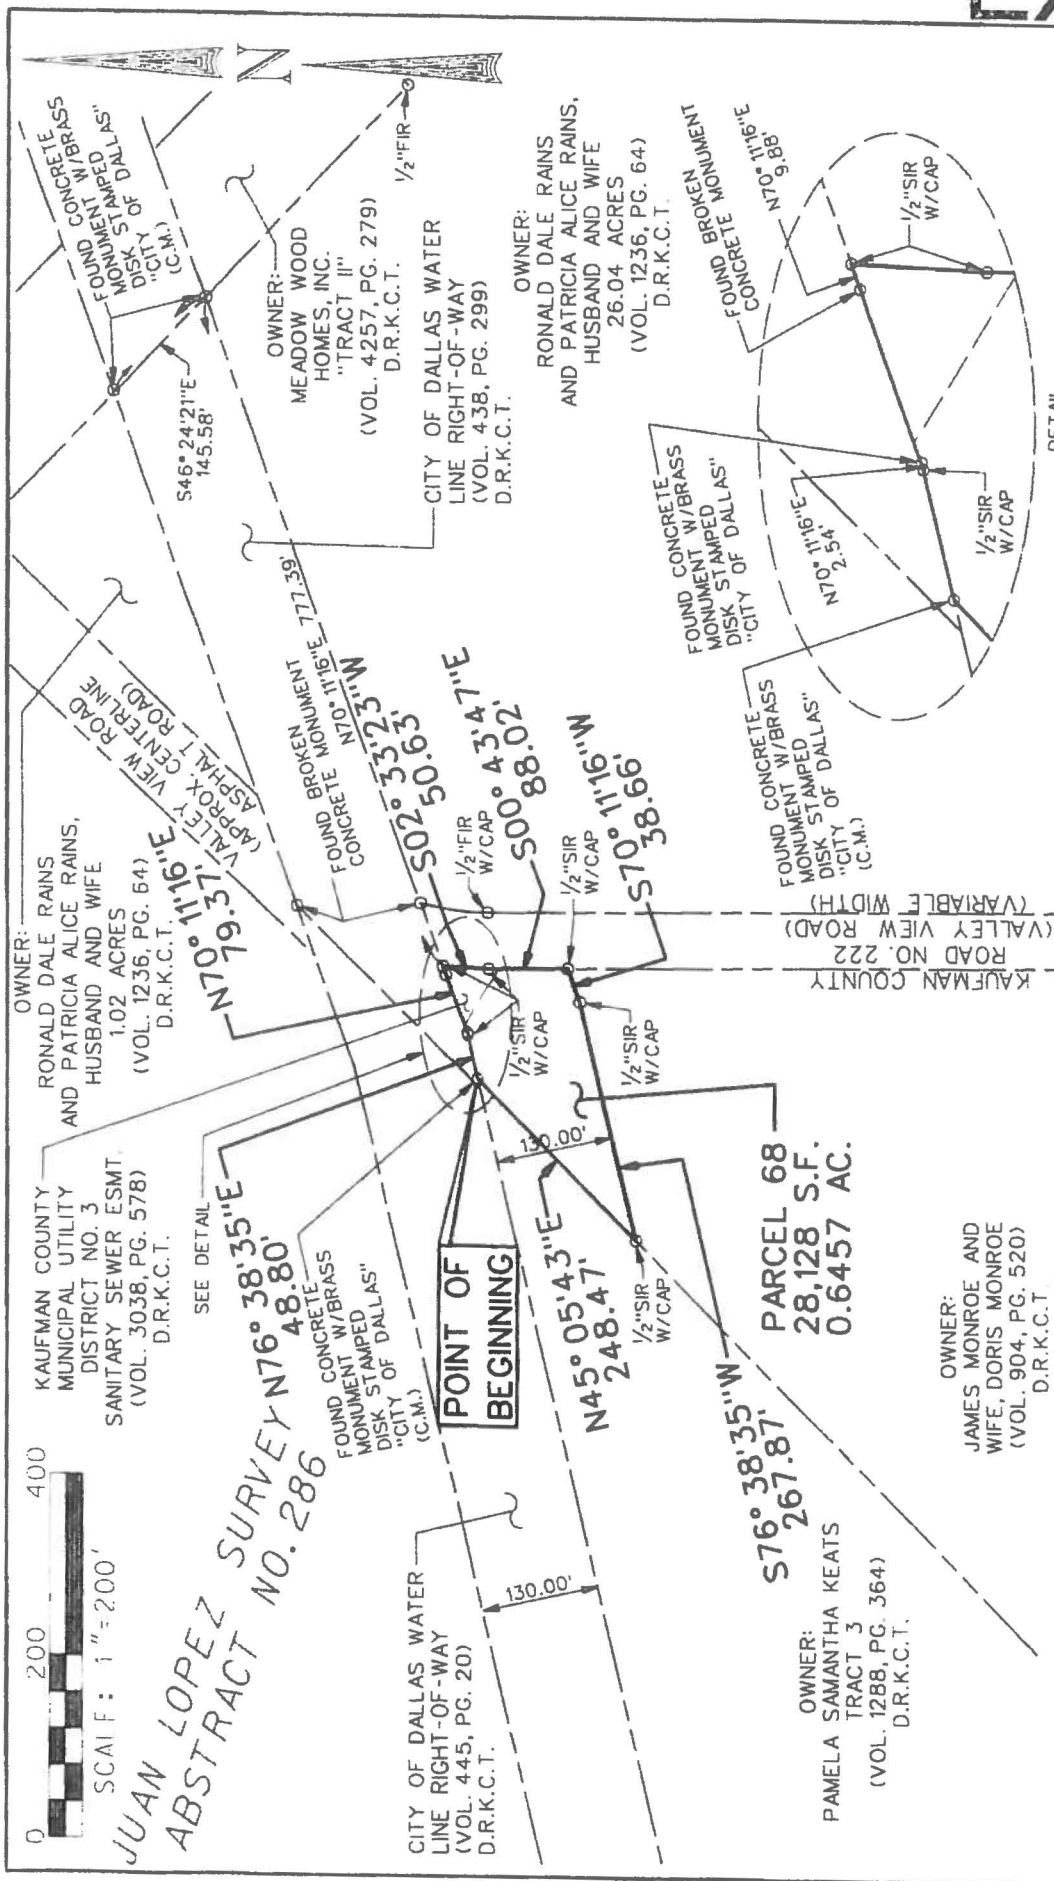 0 200 400
SCALE: 1"=200'
JUAN LOPEZ SURVEY
ABSTRACT NO. 286
KAUFMAN COUNTY
MUNICIPAL UTILITY
DISTRICT NO. 3
SANITARY SEWER ESMT.
(VOL. 3038, PG. 578)
D.R.K.C.T.
SEE DETAIL
OWNER:
RONALD DALE RAINS
AND PATRICIA ALICE RAINS,
HUSBAND AND WIFE
1.02 ACRES
(VOL. 1236, PG. 64)
D.R.K.C.T.
VALLEY VIEW ROAD
(APPROX. CENTERLINE
ASPHALT ROAD)
FOUND CONCRETE
MONUMENT W/BRASS
DISK STAMPED
"CITY OF DALLAS"
(C.M.)
N
S46°24'21"E
145.58'
OWNER:
MEADOW WOOD
HOMES, INC.
"TRACT II"
(VOL. 4257, PG. 279)
D.R.K.C.T.
1/2"FIR
N76°38'35"E
48.80'
N70°11'16"E
79.37'
FOUND BROKEN
CONCRETE MONUMENT
N70°11'16"E 777.39'
CITY OF DALLAS WATER
LINE RIGHT-OF-WAY
(VOL. 438, PG. 299)
D.R.K.C.T.
FOUND CONCRETE
MONUMENT W/BRASS
DISK STAMPED
"CITY OF DALLAS"
(C.M.)
POINT OF
BEGINNING
S02°33'23"W
50.63'
1/2"FIR
W/CAP
S00°43'47"E
88.02'
1/2"SIR
W/CAP
1/2"SIR
W/CAP
S70°11'16"W
38.66'
1/2"SIR
W/CAP
OWNER:
RONALD DALE RAINS
AND PATRICIA ALICE RAINS,
HUSBAND AND WIFE
26.04 ACRES
(VOL. 1236, PG. 64)
D.R.K.C.T.
CITY OF DALLAS WATER
LINE RIGHT-OF-WAY
(VOL. 445, PG. 20)
D.R.K.C.T.
130.00'
130.00'
N45°05'43"E
248.47'
1/2"SIR
W/CAP
S76°38'35"W
267.87'
PARCEL 68
28,128 S.F.
0.6457 AC.
KAUFMAN COUNTY
ROAD NO. 222
(VALLEY VIEW ROAD)
(VARIABLE WIDTH)
OWNER:
PAMELA SAMANTHA KEATS
TRACT 3
(VOL. 1288, PG. 364)
D.R.K.C.T.
OWNER:
JAMES MONROE AND
WIFE, DORIS MONROE
(VOL. 904, PG. 520)
D.R.K.C.T.
FOUND CONCRETE
MONUMENT W/BRASS
DISK STAMPED
"CITY OF DALLAS"
(C.M.)
FOUND CONCRETE
MONUMENT W/BRASS
DISK STAMPED
"CITY OF DALLAS"
N70°11'16"E
2.54'
1/2"SIR
W/CAP
FOUND BROKEN
CONCRETE MONUMENT
N70°11'16"E
9.88'
1/2"SIR
W/CAP
DETAIL